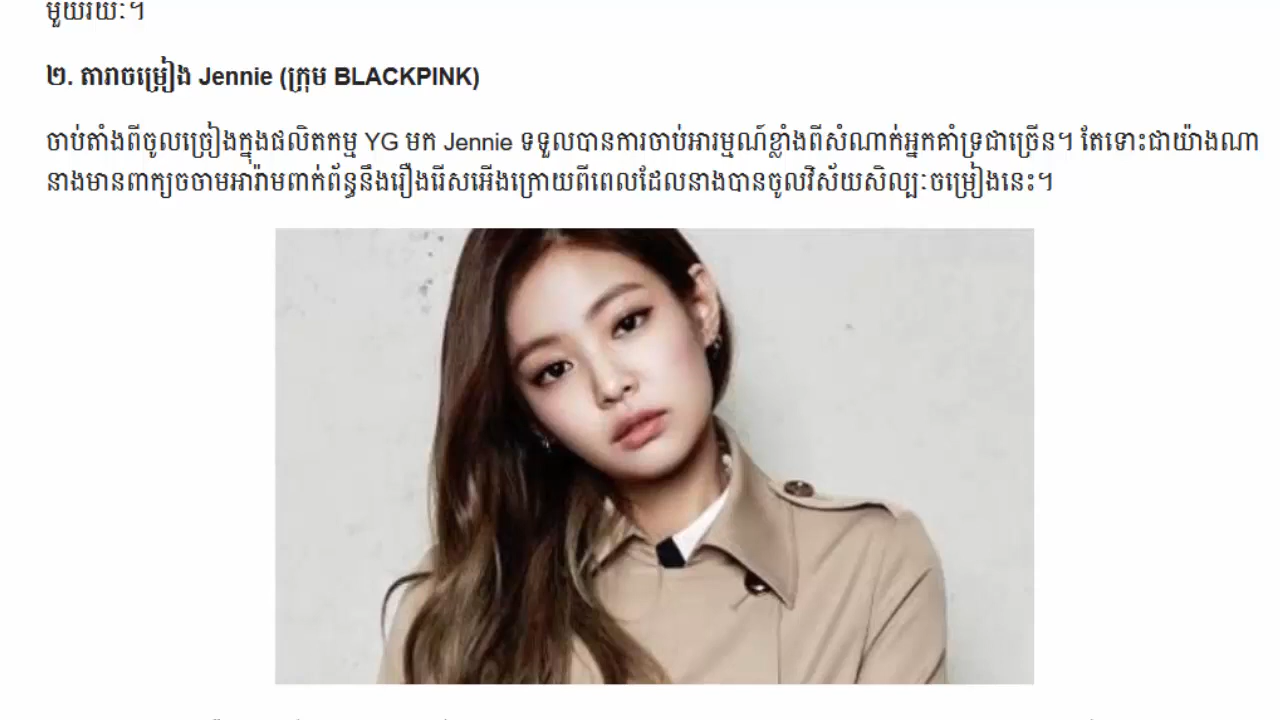 មួយរយៈ។
២. តារាចម្រៀង Jennie (ក្រុម BLACKPINK)
ចាប់តាំងពីចូលច្រៀងក្នុងផលិតកម្ម YG មក Jennie ទទួលបានការចាប់អារម្មណ៍ខ្លាំងពីសំណាក់អ្នកគាំទ្រជាច្រើន។ តែទោះជាយ៉ាងណា
នាងមានពាក្យចចាមអារ៉ាមពាក់ព័ន្ធនឹងរឿងរើសអើងក្រោយពីពេលដែលនាងបានចូលវិស័យសិល្បៈចម្រៀងនេះ។